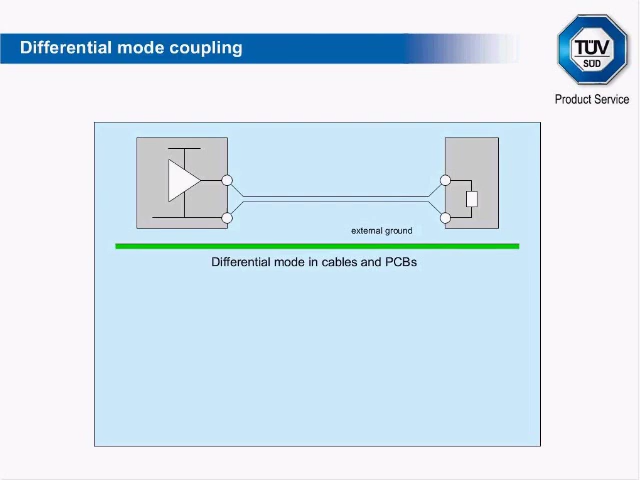 Differential mode coupling
TÜV
SÜD
Product Service
external ground
Differential mode in cables and PCBs